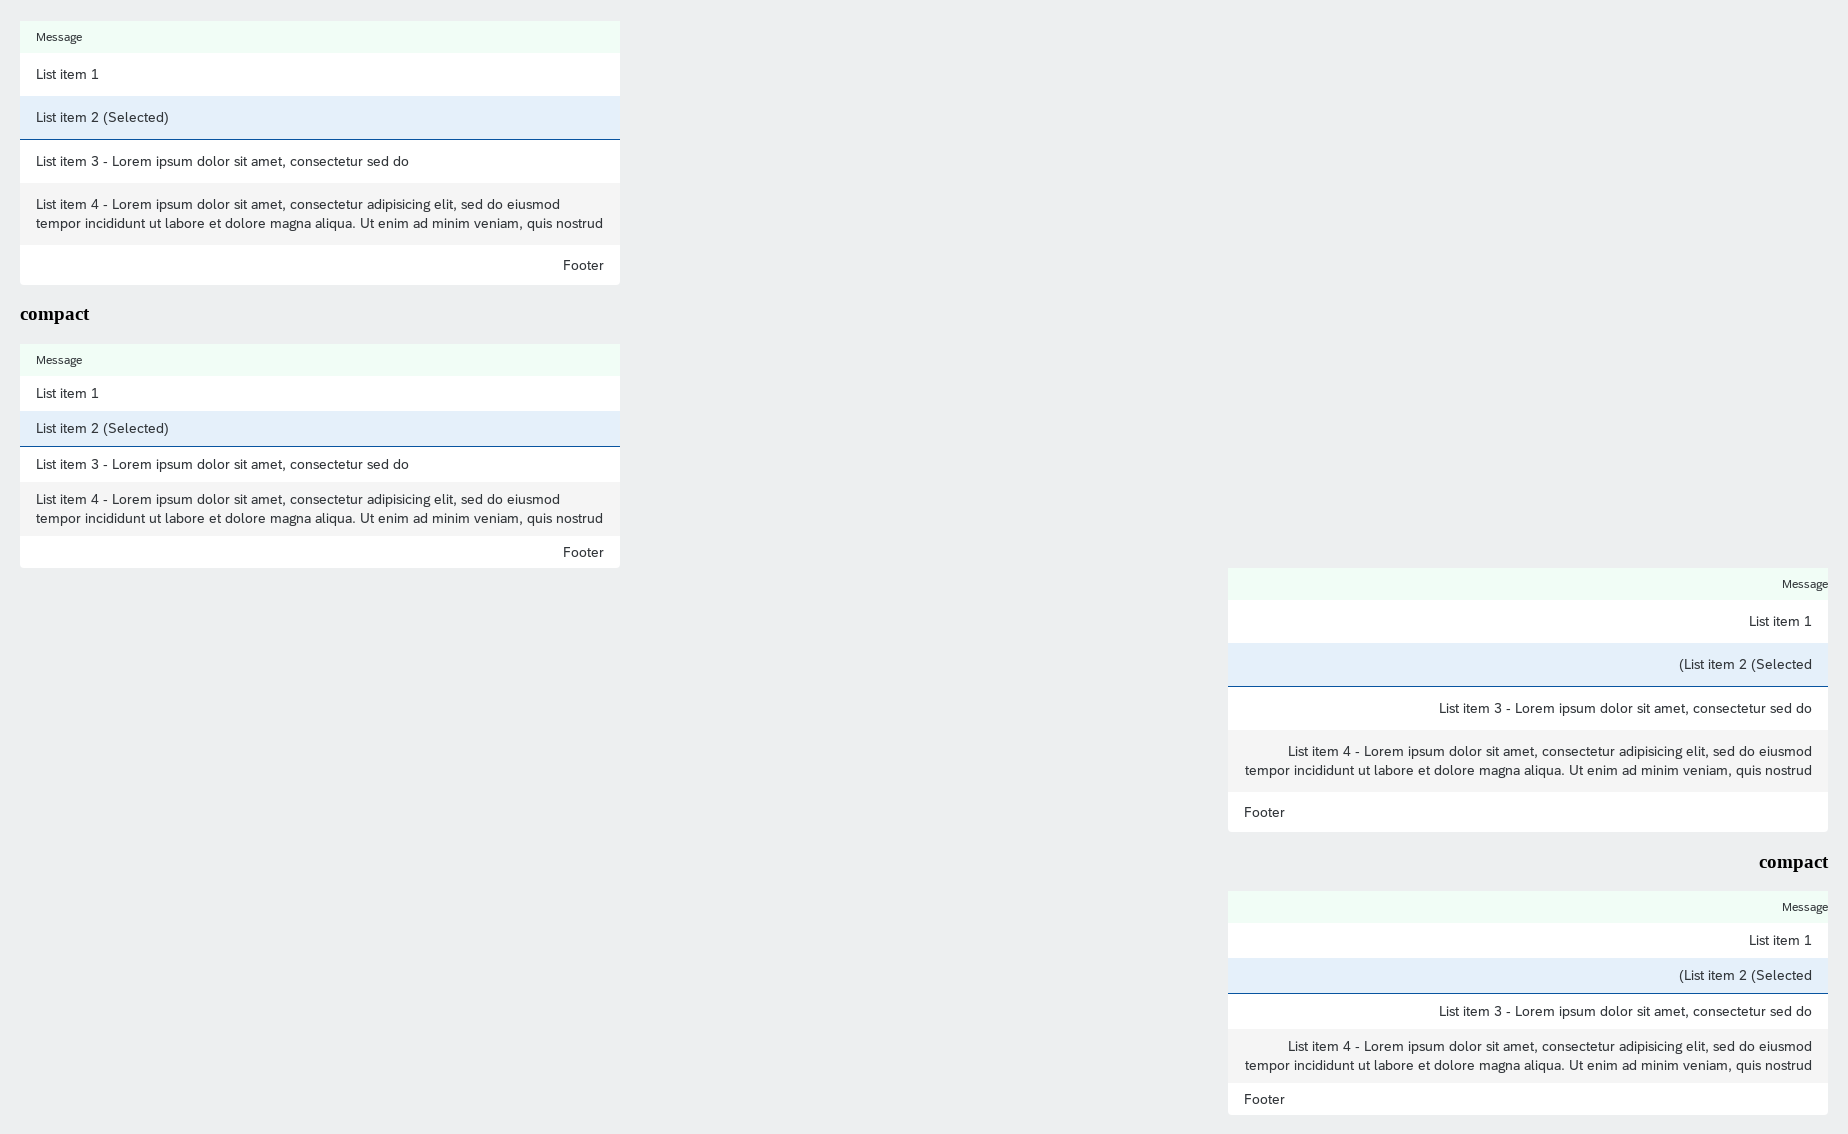 Message
List item 1
List item 2 (Selected)
List item 3 - Lorem ipsum dolor sit amet, consectetur sed do
List item 4 - Lorem ipsum dolor sit amet, consectetur adipisicing elit, sed do eiusmod
tempor incididunt ut labore et dolore magna aliqua. Ut enim ad minim veniam, quis nostrud
Footer
compact
Message
List item 1
List item 2 (Selected)
List item 3 - Lorem ipsum dolor sit amet, consectetur sed do
List item 4 - Lorem ipsum dolor sit amet, consectetur adipisicing elit, sed do eiusmod
tempor incididunt ut labore et dolore magna aliqua. Ut enim ad minim veniam, quis nostrud
Footer
Message
List item 1
(List item 2 (Selected
List item 3 - Lorem ipsum dolor sit amet, consectetur sed do
List item 4 - Lorem ipsum dolor sit amet, consectetur adipisicing elit, sed do eiusmod
tempor incididunt ut labore et dolore magna aliqua. Ut enim ad minim veniam, quis nostrud
Footer
compact
Message
List item 1
(List item 2 (Selected
List item 3 - Lorem ipsum dolor sit amet, consectetur sed do
List item 4 - Lorem ipsum dolor sit amet, consectetur adipisicing elit, sed do eiusmod
tempor incididunt ut labore et dolore magna aliqua. Ut enim ad minim veniam, quis nostrud
Footer